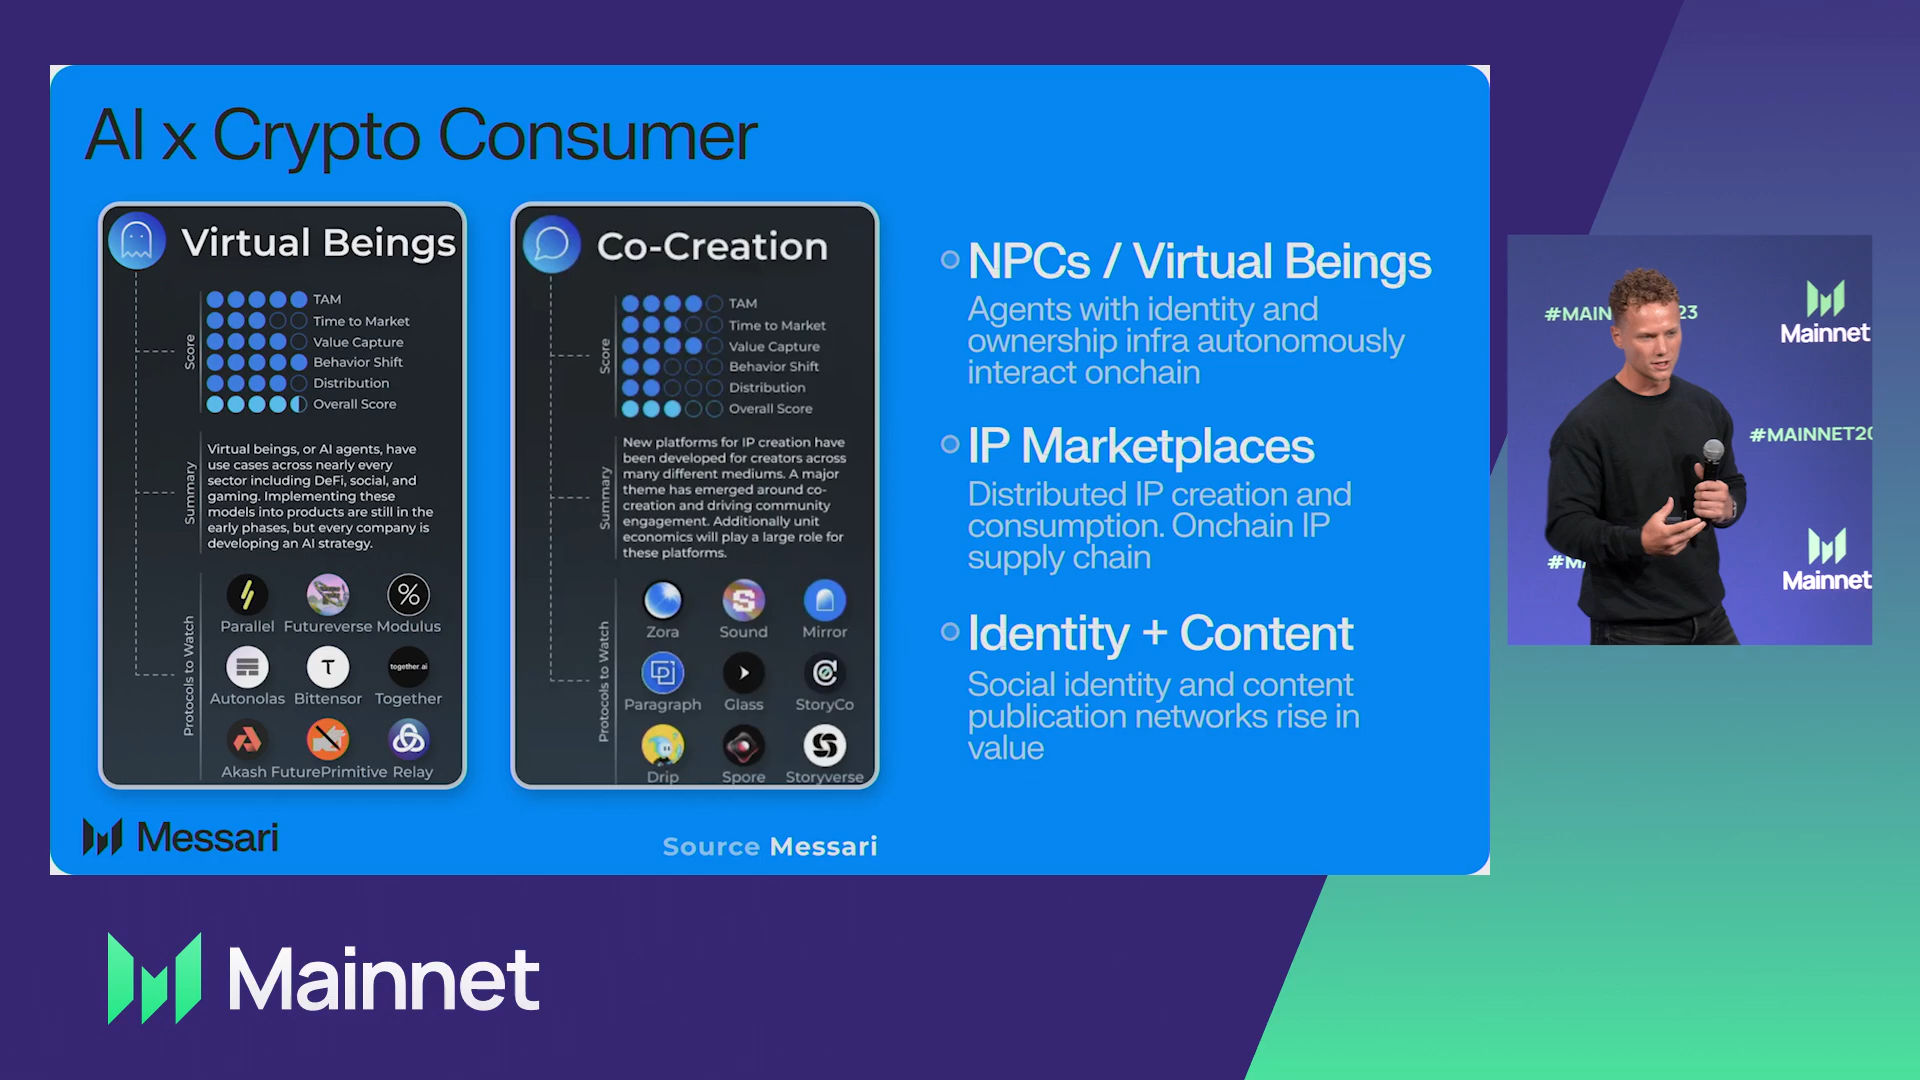 AI x Crypto Consumer
Virtual Beings
Score
TAM
Time to Market
Value Capture
Behavior Shift
Distribution
Overall Score
Summary
Virtual beings, or AI agents, have
use cases across nearly every
sector including DeFi, social, and
gaming. Implementing these
models into products are still in the
early phases, but every company is
developing an AI strategy.
Protocols to Watch
Parallel Futureverse Modulus
together.ai
Autonolas Bittensor Together
Akash FuturePrimitive Relay
Co-Creation
Score
TAM
Time to Market
Value Capture
Behavior Shift
Distribution
Overall Score
Summary
New platforms for IP creation have
been developed for creators across
many different mediums. A major
theme has emerged around co-
creation and driving community
engagement. Additionally unit
economics will play a large role for
these platforms.
Protocols to Watch
Zora Sound Mirror
Paragraph Glass StoryCo
Drip Spore Storyverse
NPCs / Virtual Beings
Agents with identity and
ownership infra autonomously
interact onchain
IP Marketplaces
Distributed IP creation and
consumption. Onchain IP
supply chain
Identity + Content
Social identity and content
publication networks rise in
value
Messari
Source Messari
#MAIN 23
Mainnet
#MAINNET20
#M
Mainnet
Mainnet